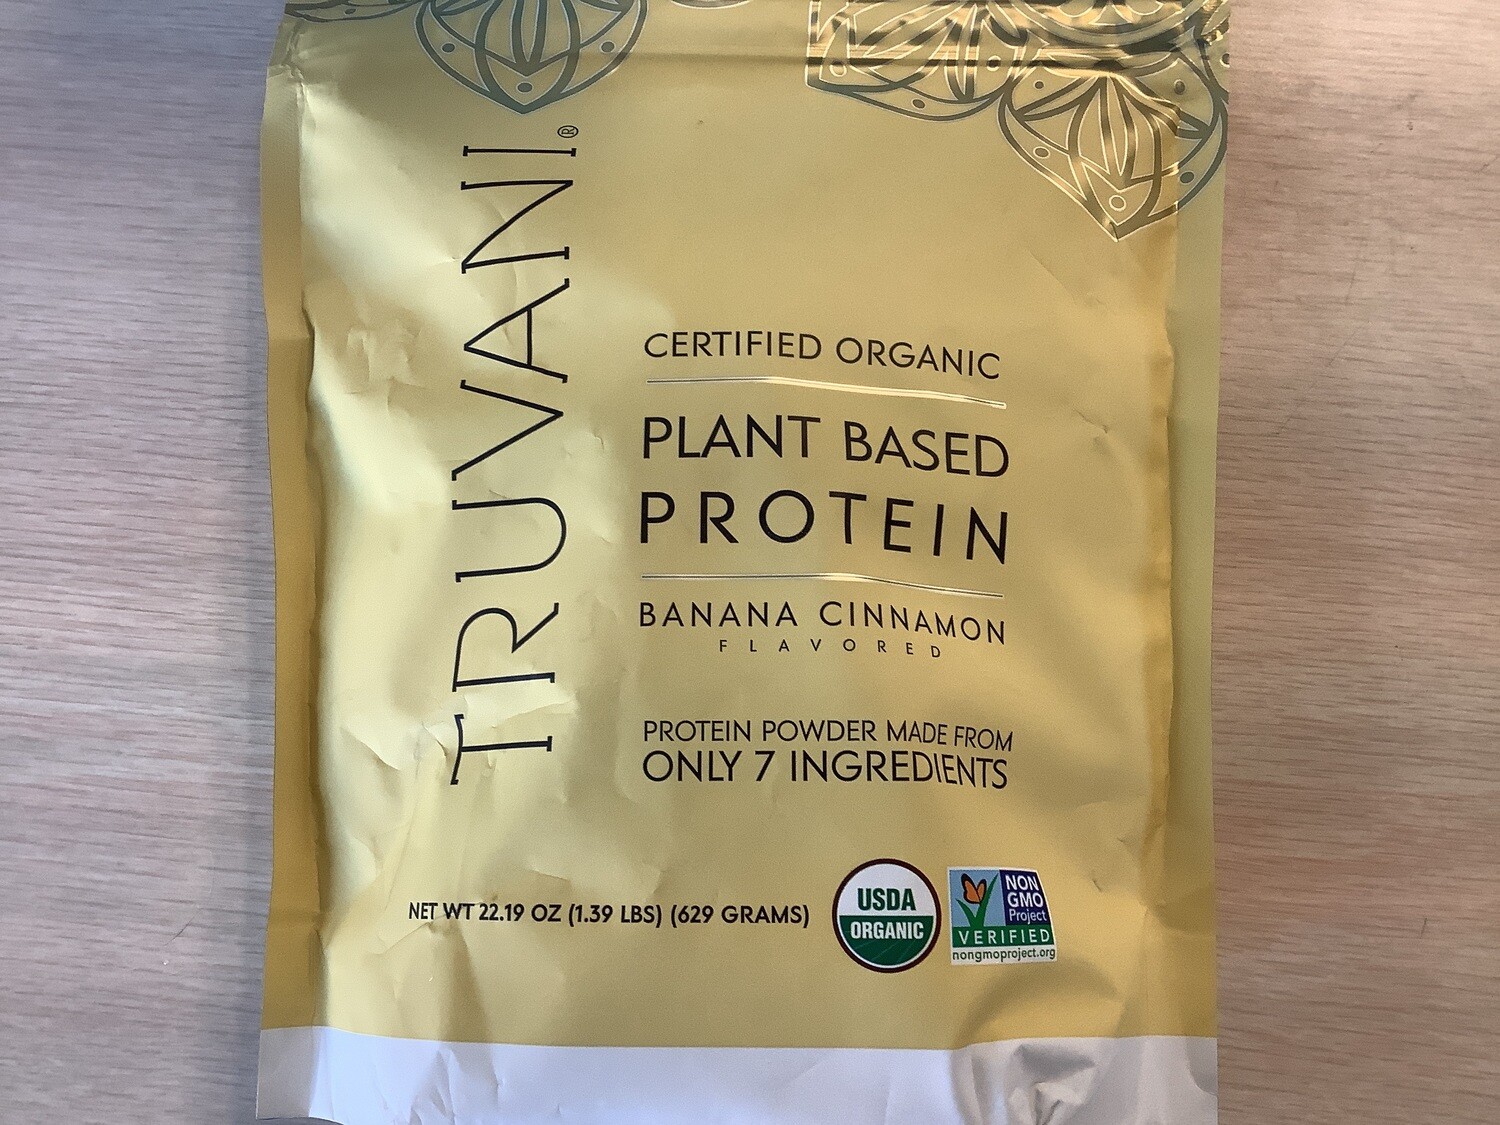 TRUVANI®
CERTIFIED ORGANIC
PLANT BASED
PROTEIN
BANANA CINNAMON
FLAVORED
PROTEIN POWDER MADE FROM
ONLY 7 INGREDIENTS
NET WT 22.19 OZ (1.39 LBS) (629 GRAMS)
USDA
ORGANIC
NON
GMO
Project
VERIFIED
nongmoproject.org